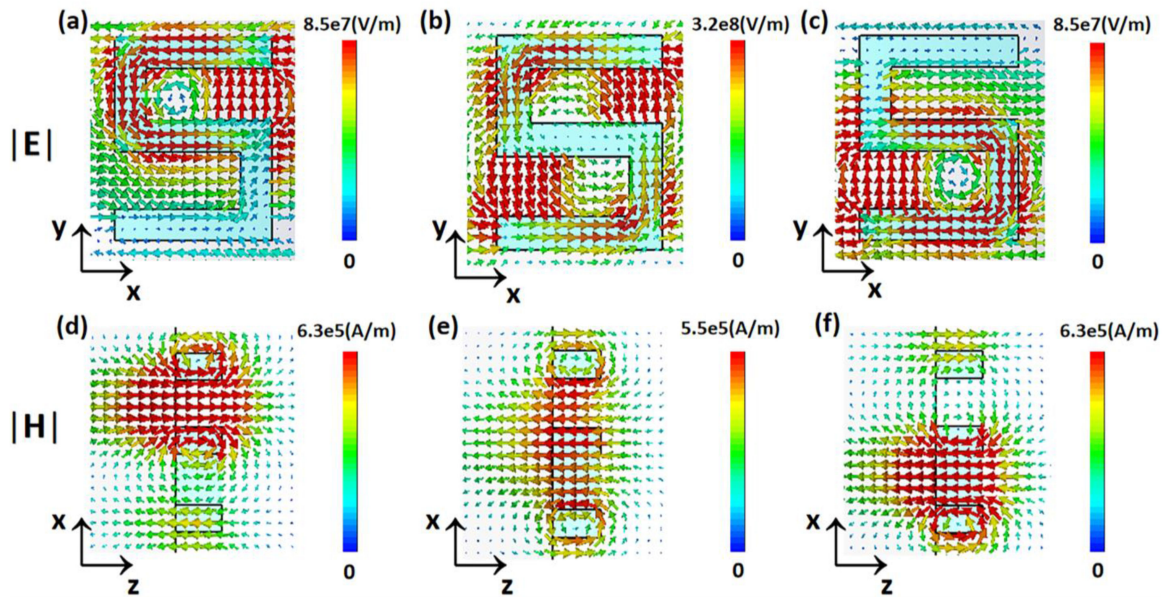 (a) 8.5e7(V/m) (b) 3.2e8(V/m) (c) 8.5e7(V/m)
|E|
y y y
x 0 x 0 x 0
(d) 6.3e5(A/m) (e) 5.5e5(A/m) (f) 6.3e5(A/m)
|H|
x x x
z 0 z 0 z 0